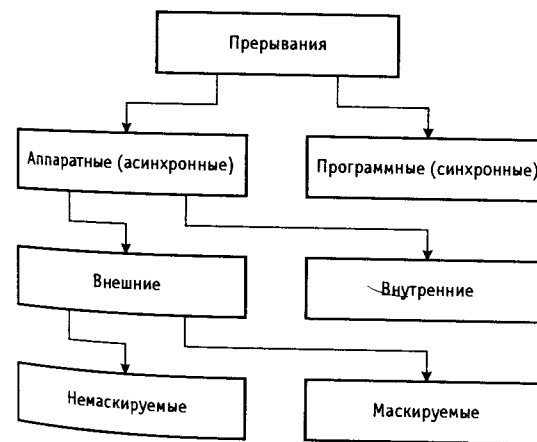 Прерывания
Аппаратные (асинхронные)
Программные (синхронные)
Внешние
Внутренние
Немаскируемые
Маскируемые